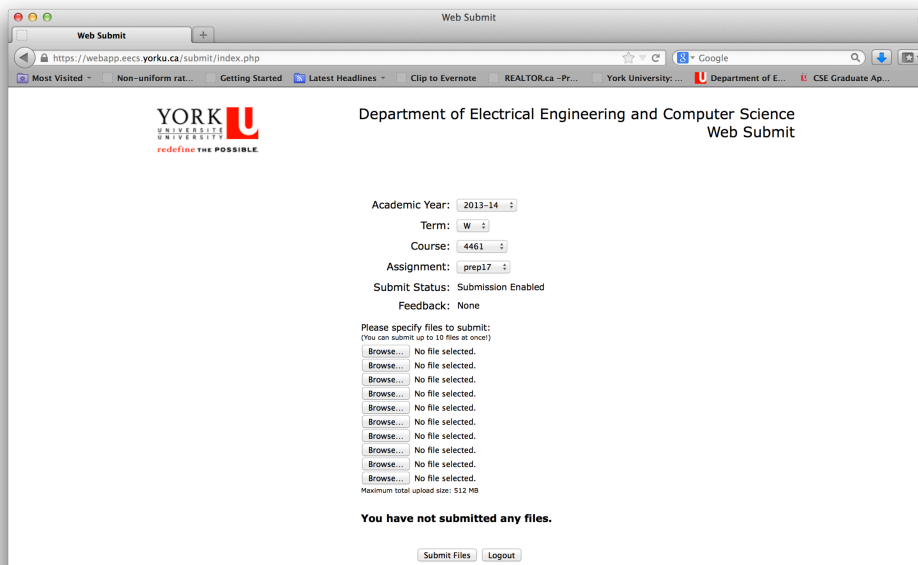 Web Submit
Web Submit
+
https://webapp.eecs.yorku.ca/submit/index.php
Google
Most Visited
Non-uniform rat...
Getting Started
Latest Headlines
Clip to Evernote
REALTOR.ca –Pr...
York University: ...
Department of E...
CSE Graduate Ap...
YORK U
UNIVERSITÉ
UNIVERSITY
redefine THE POSSIBLE.
Department of Electrical Engineering and Computer Science
Web Submit
Academic Year: 2013-14
Term: W
Course: 4461
Assignment: prep17
Submit Status: Submission Enabled
Feedback: None
Please specify files to submit:
(You can submit up to 10 files at once!)
Browse... No file selected.
Browse... No file selected.
Browse... No file selected.
Browse... No file selected.
Browse... No file selected.
Browse... No file selected.
Browse... No file selected.
Browse... No file selected.
Browse... No file selected.
Browse... No file selected.
Maximum total upload size: 512 MB
You have not submitted any files.
Submit Files Logout